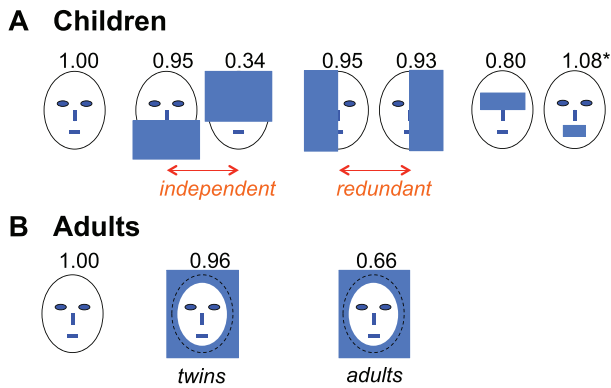 A Children
1.00 0.95 0.34 0.95 0.93 0.80 1.08*
independent redundant
B Adults
1.00 0.96 0.66
twins adults